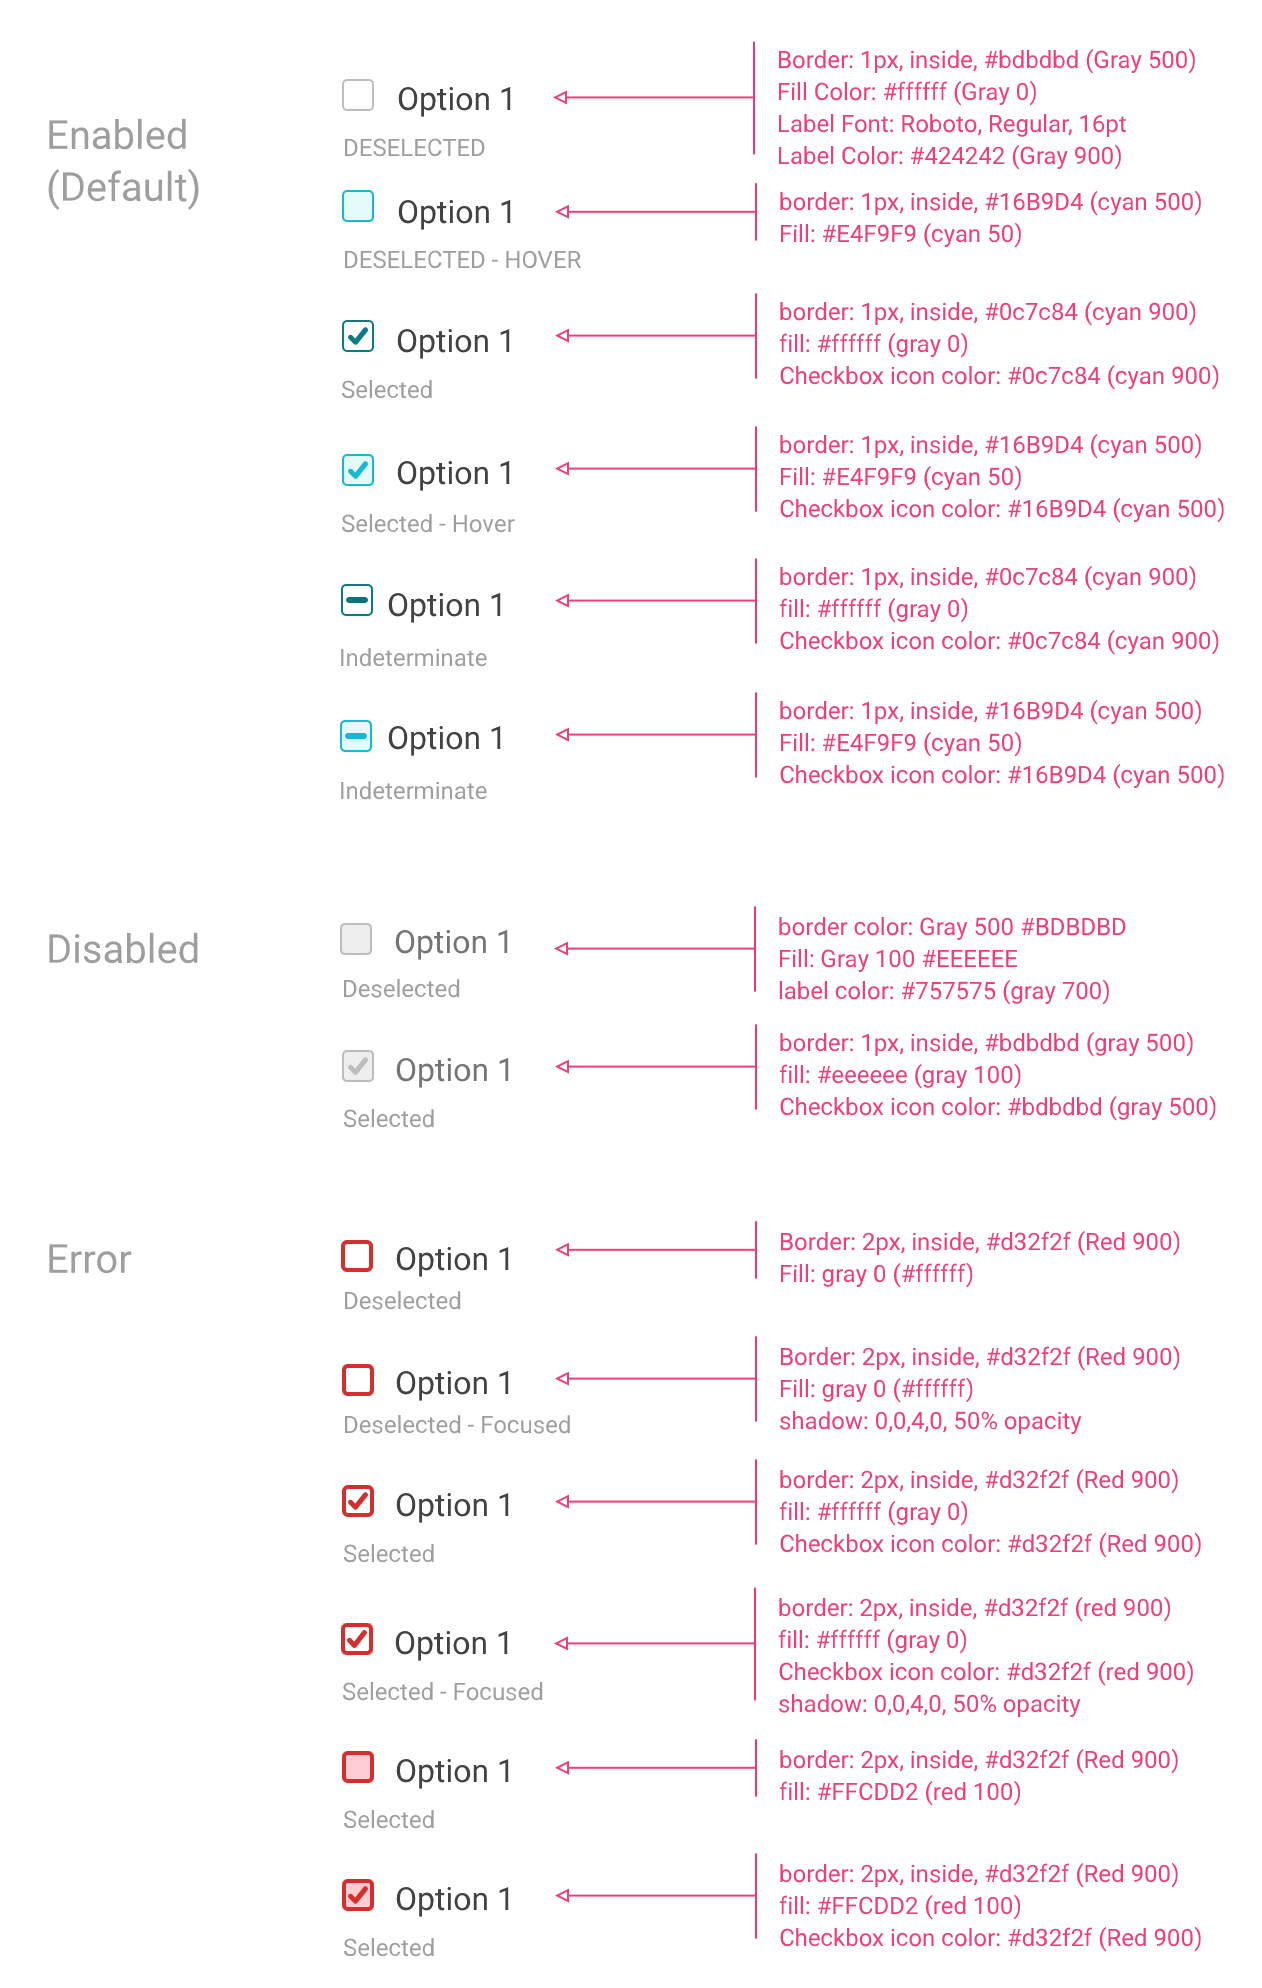 Enabled
(Default)
Option 1
DESELECTED
Border: 1px, inside, #bdbdbd (Gray 500)
Fill Color: #ffffff (Gray 0)
Label Font: Roboto, Regular, 16pt
Label Color: #424242 (Gray 900)
Option 1
DESELECTED - HOVER
border: 1px, inside, #16B9D4 (cyan 500)
Fill: #E4F9F9 (cyan 50)
Option 1
Selected
border: 1px, inside, #0c7c84 (cyan 900)
fill: #ffffff (gray 0)
Checkbox icon color: #0c7c84 (cyan 900)
Option 1
Selected - Hover
border: 1px, inside, #16B9D4 (cyan 500)
Fill: #E4F9F9 (cyan 50)
Checkbox icon color: #16B9D4 (cyan 500)
Option 1
Indeterminate
border: 1px, inside, #0c7c84 (cyan 900)
fill: #ffffff (gray 0)
Checkbox icon color: #0c7c84 (cyan 900)
Option 1
Indeterminate
border: 1px, inside, #16B9D4 (cyan 500)
Fill: #E4F9F9 (cyan 50)
Checkbox icon color: #16B9D4 (cyan 500)
Disabled
Option 1
Deselected
border color: Gray 500 #BDBDBD
Fill: Gray 100 #EEEEEE
label color: #757575 (gray 700)
Option 1
Selected
border: 1px, inside, #bdbdbd (gray 500)
fill: #eeeeee (gray 100)
Checkbox icon color: #bdbdbd (gray 500)
Error
Option 1
Deselected
Border: 2px, inside, #d32f2f (Red 900)
Fill: gray 0 (#ffffff)
Option 1
Deselected - Focused
Border: 2px, inside, #d32f2f (Red 900)
Fill: gray 0 (#ffffff)
shadow: 0,0,4,0, 50% opacity
Option 1
Selected
border: 2px, inside, #d32f2f (Red 900)
fill: #ffffff (gray 0)
Checkbox icon color: #d32f2f (Red 900)
Option 1
Selected - Focused
border: 2px, inside, #d32f2f (red 900)
fill: #ffffff (gray 0)
Checkbox icon color: #d32f2f (red 900)
shadow: 0,0,4,0, 50% opacity
Option 1
Selected
border: 2px, inside, #d32f2f (Red 900)
fill: #FFCDD2 (red 100)
Option 1
Selected
border: 2px, inside, #d32f2f (Red 900)
fill: #FFCDD2 (red 100)
Checkbox icon color: #d32f2f (Red 900)